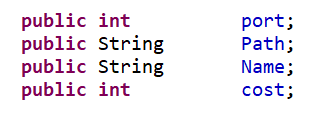 public int port;
public String Path;
public String Name;
public int cost;